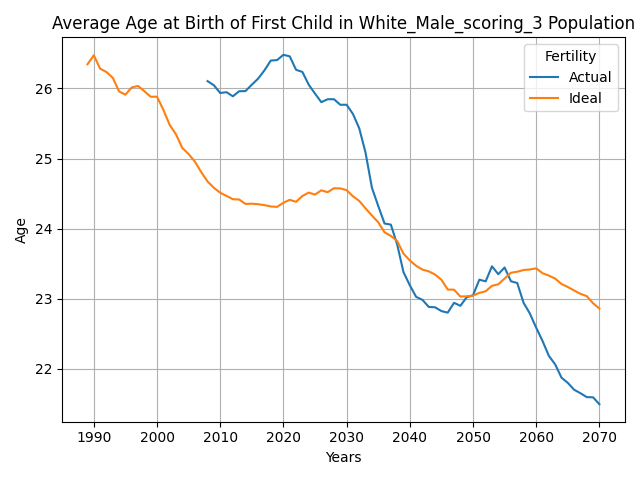 Average Age at Birth of First Child in White_Male_scoring_3 Population
Fertility
Actual
Ideal
Age
26
25
24
23
22
1990 2000 2010 2020 2030 2040 2050 2060 2070
Years